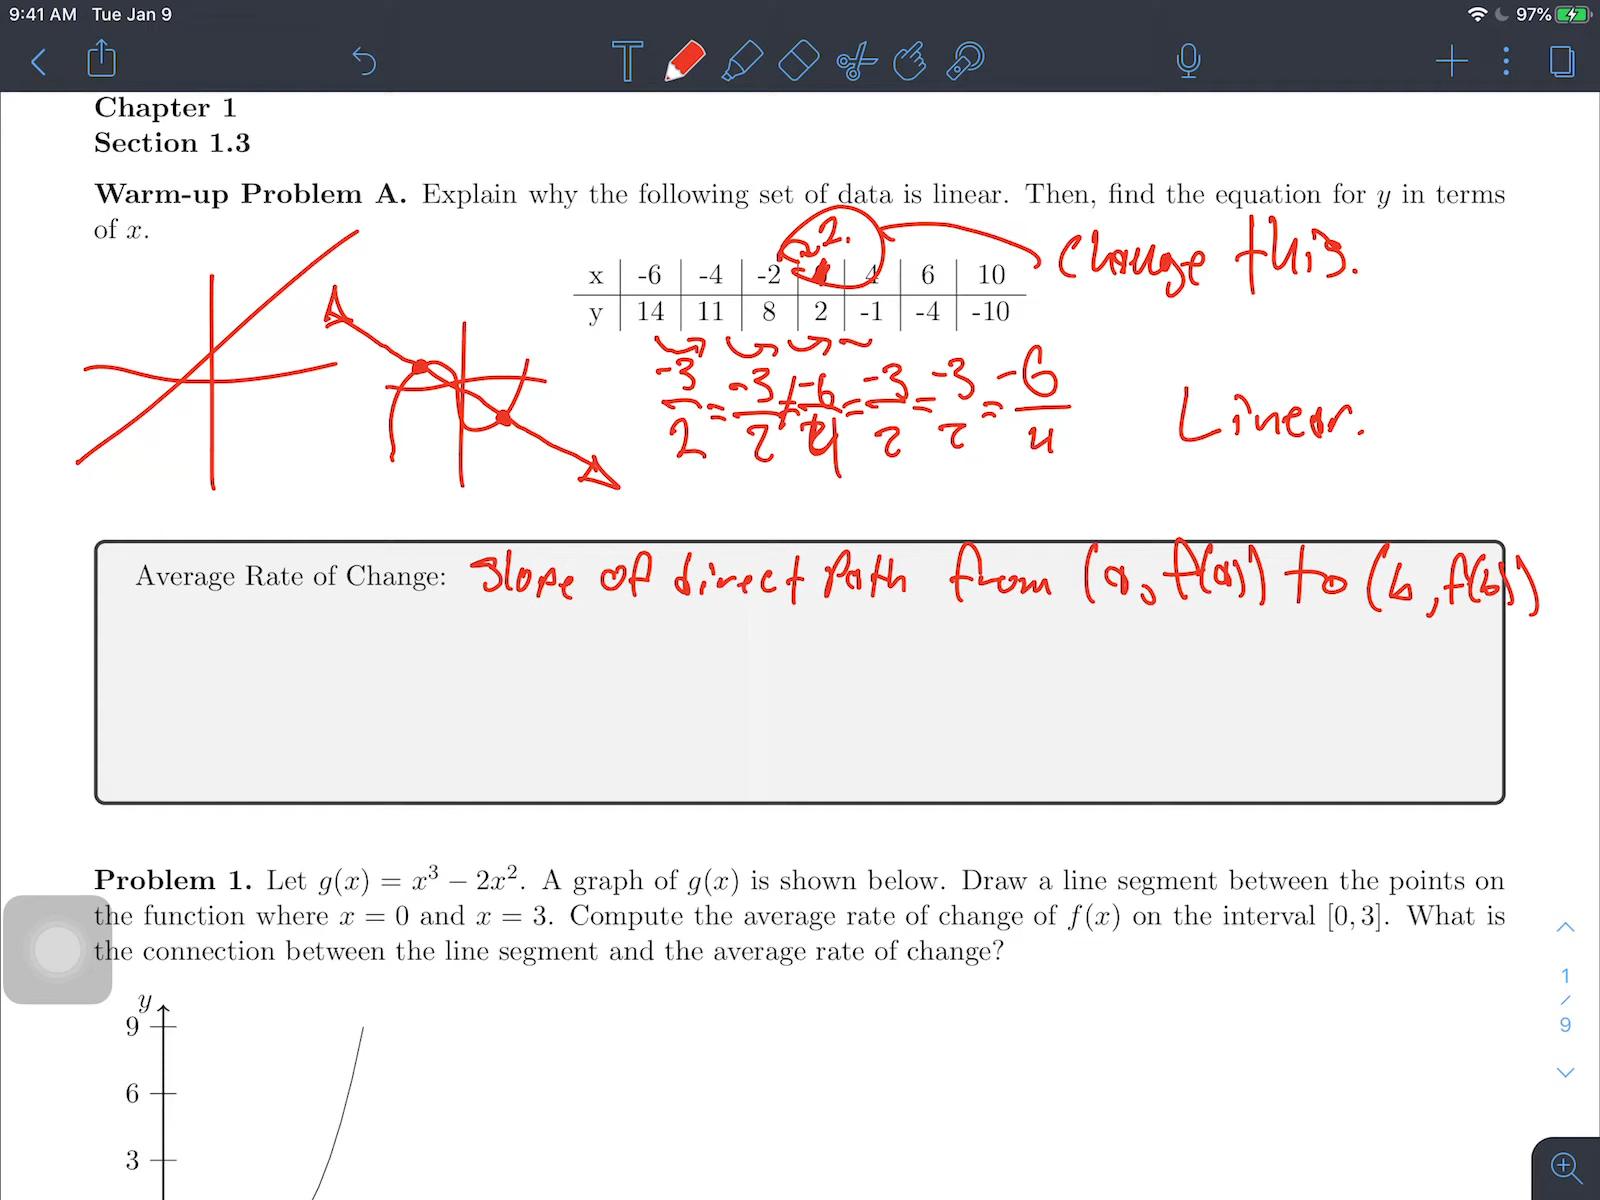 9:41 AM Tue Jan 9
97%
Chapter 1
Section 1.3
Warm-up Problem A. Explain why the following set of data is linear. Then, find the equation for y in terms
of x.
2.
Change this.
x -6 -4 -2 4 6 10
y 14 11 8 2 -1 -4 -10
-3/2 = -3/2 ≠ -6/4 = -3/2 = -3/2 = -6/4
Linear.
Average Rate of Change: Slope of direct Path from (a, f(a)) to (b, f(b))
Problem 1. Let g(x) = x³ − 2x². A graph of g(x) is shown below. Draw a line segment between the points on
the function where x = 0 and x = 3. Compute the average rate of change of f(x) on the interval [0, 3]. What is
the connection between the line segment and the average rate of change?
y
9
6
3
1
/
9